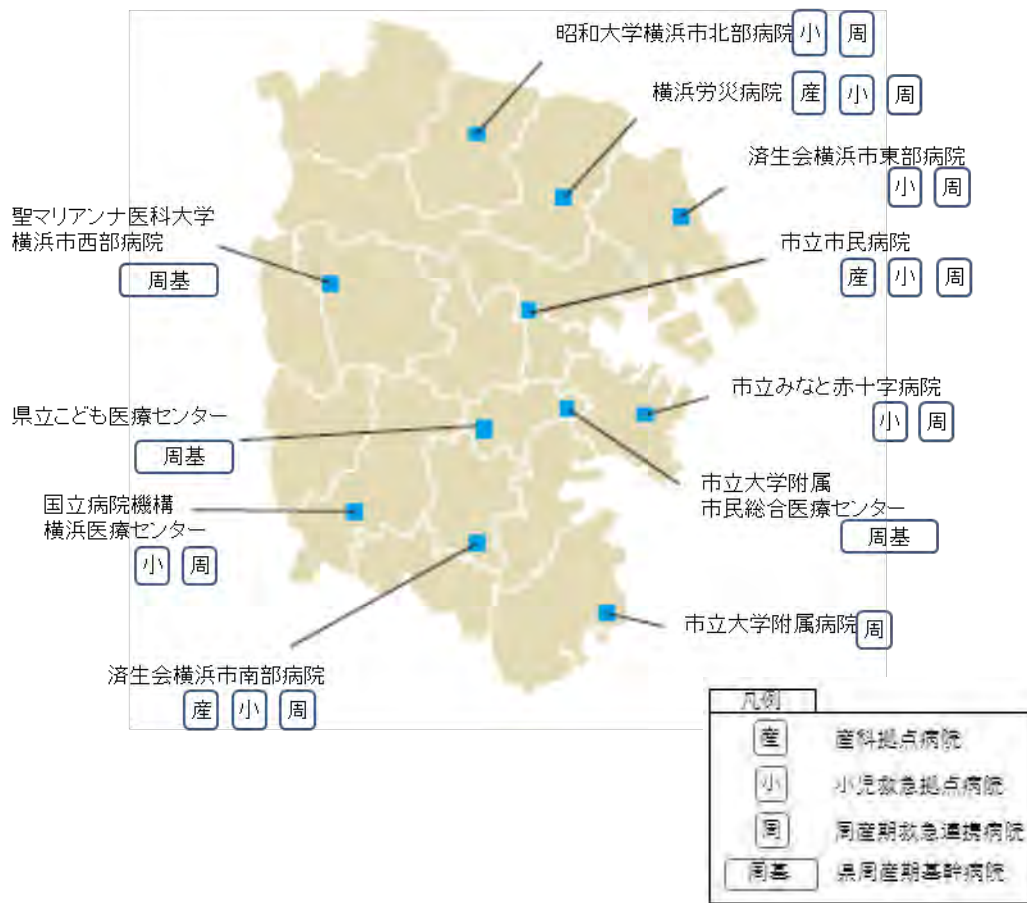 昭和大学横浜市北部病院 小 周
横浜労災病院 産 小 周
済生会横浜市東部病院
小 周
聖マリアンナ医科大学
横浜市西部病院
周基
市立市民病院
産 小 周
市立みなと赤十字病院
小 周
県立こども医療センター
周基
市立大学附属
市民総合医療センター
周基
国立病院機構
横浜医療センター
小 周
市立大学附属病院 周
済生会横浜市南部病院
産 小 周
凡例
産 産科拠点病院
小 小児救急拠点病院
周 周産期救急連携病院
周基 県周産期基幹病院